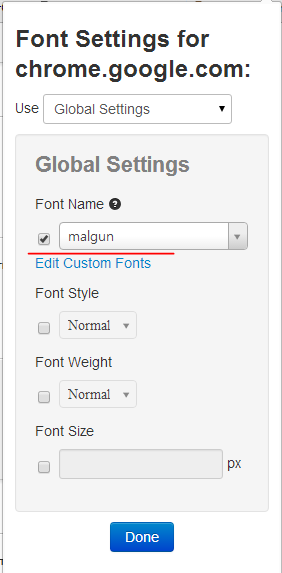 Font Settings for
chrome.google.com:
Use Global Settings
Global Settings
Font Name ?
malgun
Edit Custom Fonts
Font Style
Normal
Font Weight
Normal
Font Size
px
Done